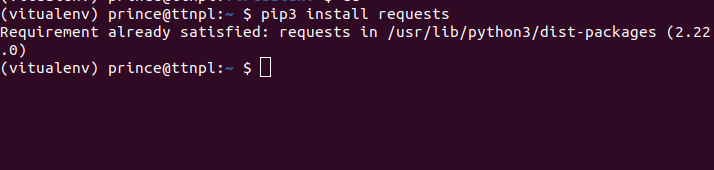 (vitualenv) prince@ttnpl:~ $ pip3 install requests
Requirement already satisfied: requests in /usr/lib/python3/dist-packages (2.22
.0)
(vitualenv) prince@ttnpl:~ $